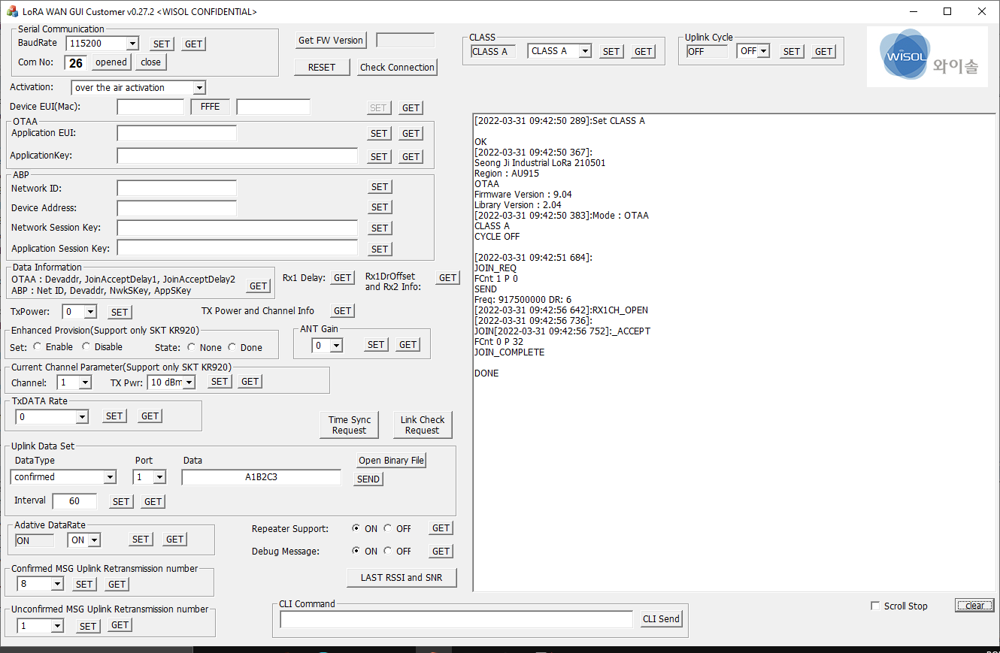 LoRA WAN GUI Customer v0.27.2 <WISOL CONFIDENTIAL>
Serial Communication
BaudRate 115200 SET GET
Com No: 26 opened close
Get FW Version
RESET Check Connection
CLASS
CLASS A CLASS A SET GET
Uplink Cycle
OFF OFF SET GET
WISOL 와이솔
Activation: over the air activation
Device EUI(Mac): FFFE SET GET
OTAA
Application EUI: SET GET
ApplicationKey: SET GET
ABP
Network ID: SET
Device Address: SET
Network Session Key: SET
Application Session Key: SET
Data Information
OTAA : Devaddr, JoinAcceptDelay1, JoinAcceptDelay2
ABP : Net ID, Devaddr, NwkSKey, AppSKey
GET
Rx1 Delay: GET
Rx1DrOffset
and Rx2 Info:
GET
TxPower: 0 SET
TX Power and Channel Info GET
Enhanced Provision(Support only SKT KR920)
Set: Enable Disable State: None Done
ANT Gain
0 SET GET
Current Channel Parameter(Support only SKT KR920)
Channel: 1 TX Pwr: 10 dBm SET GET
TxDATA Rate
0 SET GET
Time Sync
Request
Link Check
Request
Uplink Data Set
DataType Port Data Open Binary File
confirmed 1 A1B2C3 SEND
Interval 60 SET GET
Adative DataRate
ON ON SET GET
Repeater Support: ON OFF GET
Debug Message: ON OFF GET
Confirmed MSG Uplink Retransmission number
8 SET GET
LAST RSSI and SNR
Unconfirmed MSG Uplink Retransmission number
1 SET GET
CLI Command
CLI Send
[2022-03-31 09:42:50 289]:Set CLASS A
OK
[2022-03-31 09:42:50 367]:
Seong Ji Industrial LoRa 210501
Region : AU915
OTAA
Firmware Version : 9.04
Library Version : 2.04
[2022-03-31 09:42:50 383]:Mode : OTAA
CLASS A
CYCLE OFF
[2022-03-31 09:42:51 684]:
JOIN_REQ
FCnt 1 P 0
SEND
Freq: 917500000 DR: 6
[2022-03-31 09:42:56 642]:RX1CH_OPEN
[2022-03-31 09:42:56 736]:
JOIN[2022-03-31 09:42:56 752]:_ACCEPT
FCnt 0 P 32
JOIN_COMPLETE
DONE
Scroll Stop clear